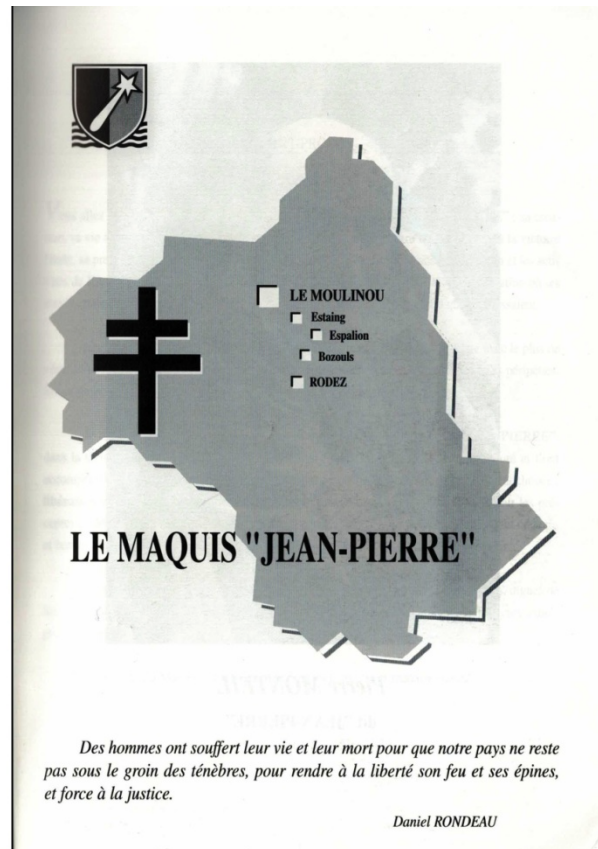 LE MOULINOU
Estaing
Espalion
Bozouls
RODEZ
LE MAQUIS "JEAN-PIERRE"
Des hommes ont souffert leur vie et leur mort pour que notre pays ne reste
pas sous le groin des ténèbres, pour rendre à la liberté son feu et ses épines,
et force à la justice.
Daniel RONDEAU